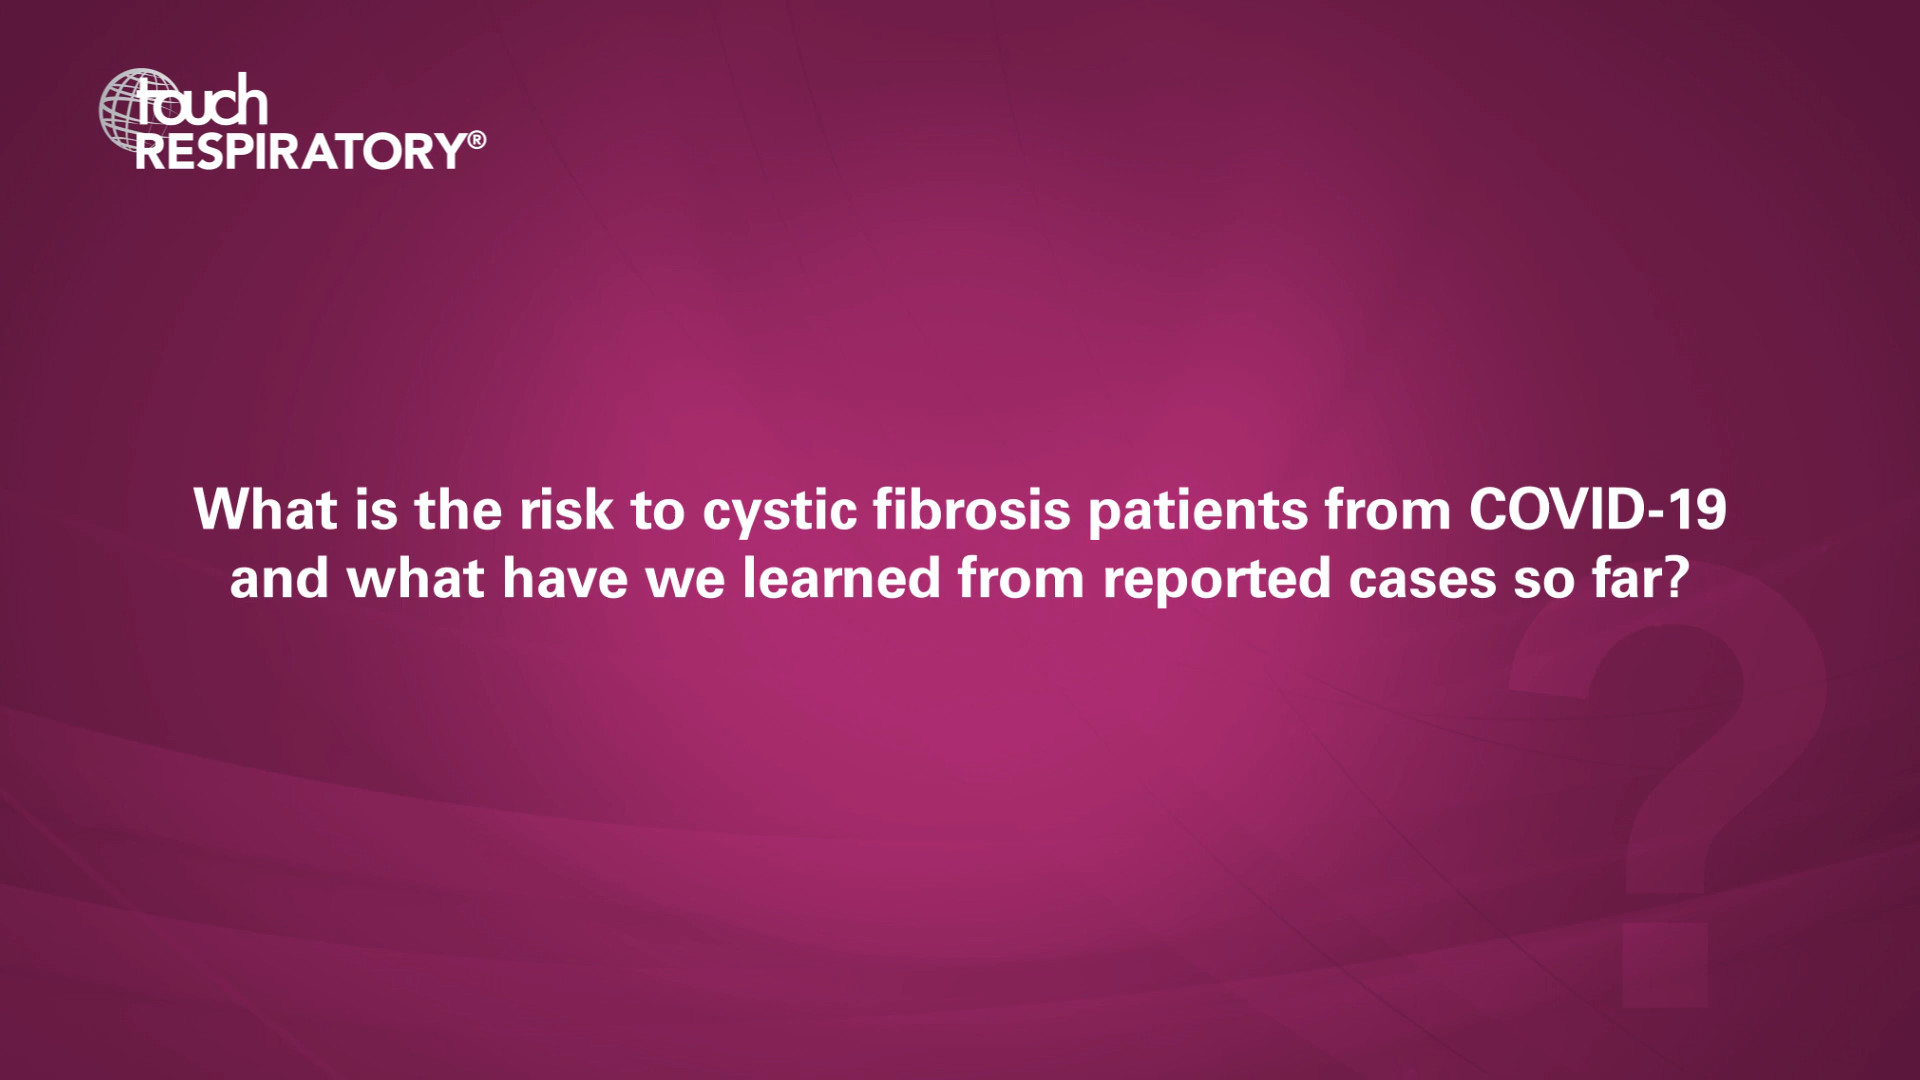 touch
RESPIRATORY®
What is the risk to cystic fibrosis patients from COVID-19
and what have we learned from reported cases so far?
?